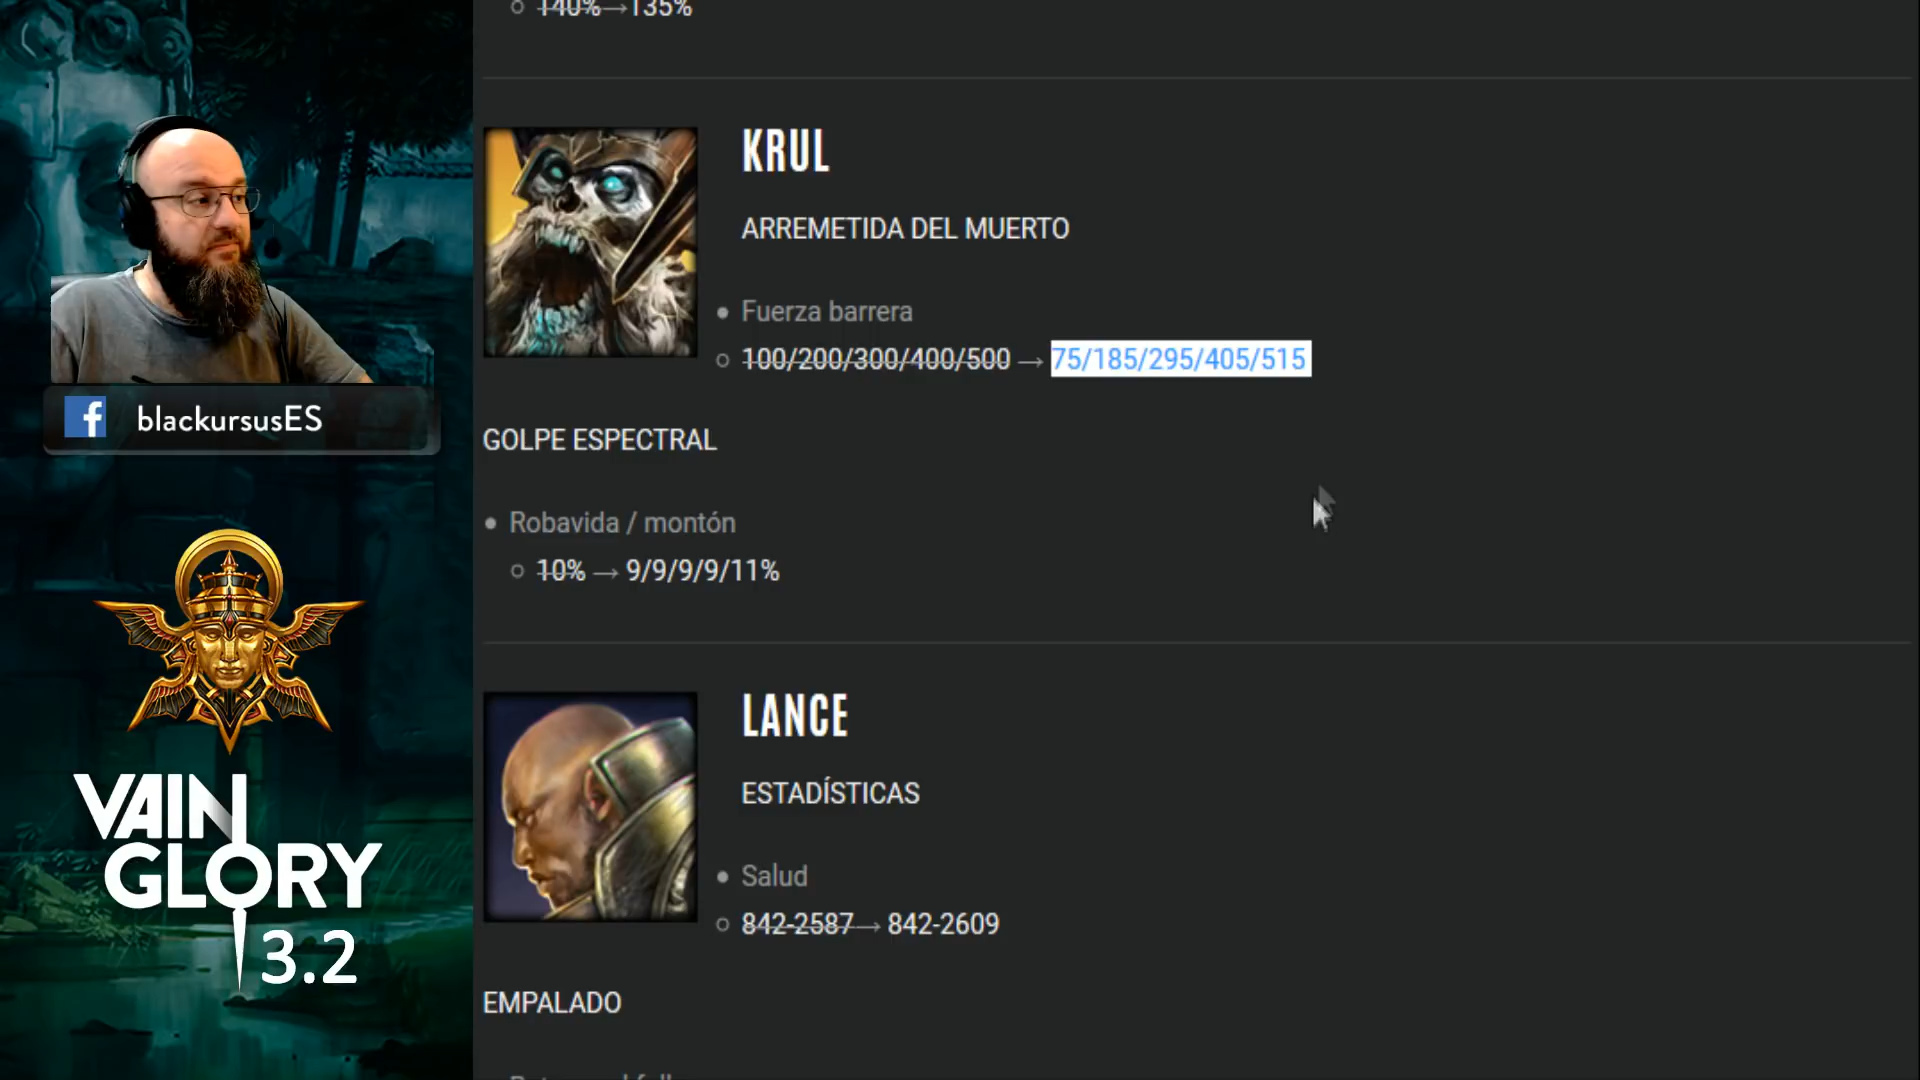 140%→135%
KRUL
ARREMETIDA DEL MUERTO
Fuerza barrera
100/200/300/400/500 → 75/185/295/405/515
GOLPE ESPECTRAL
Robavida / montón
10% → 9/9/9/9/11%
LANCE
ESTADÍSTICAS
Salud
842-2587→ 842-2609
EMPALADO
blackursusES
VAIN
GLORY
3.2